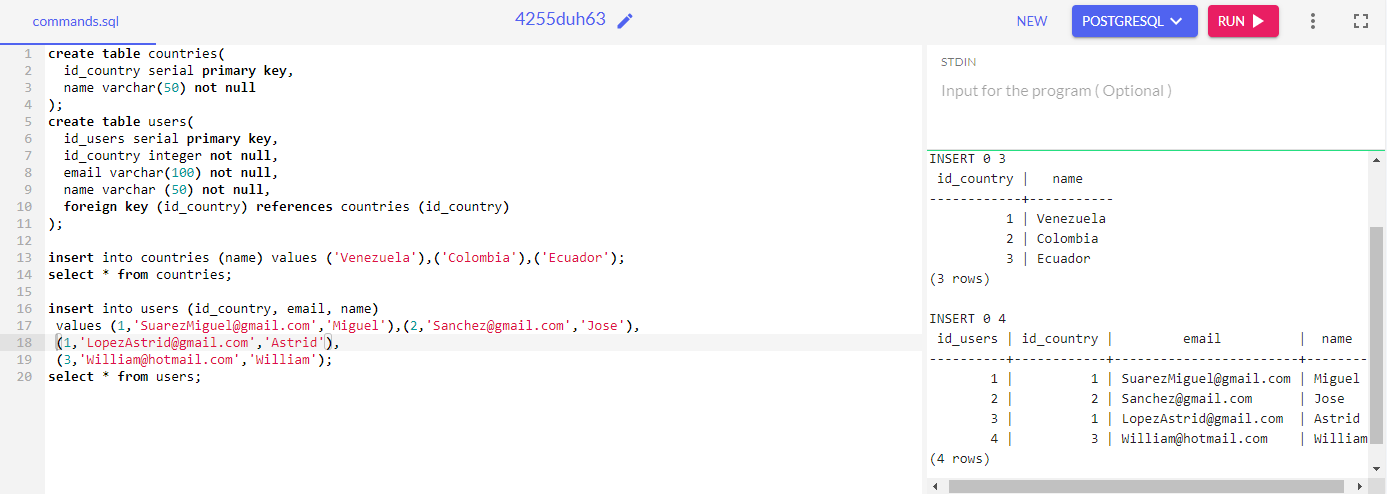 commands.sql
4255duh63
NEW
POSTGRESQL
RUN
1 create table countries(
2   id_country serial primary key,
3   name varchar(50) not null
4 );
5 create table users(
6   id_users serial primary key,
7   id_country integer not null,
8   email varchar(100) not null,
9   name varchar (50) not null,
10   foreign key (id_country) references countries (id_country)
11 );
12
13 insert into countries (name) values ('Venezuela'),('Colombia'),('Ecuador');
14 select * from countries;
15
16 insert into users (id_country, email, name)
17  values (1,'SuarezMiguel@gmail.com','Miguel'),(2,'Sanchez@gmail.com','Jose'),
18  (1,'LopezAstrid@gmail.com','Astrid'),
19  (3,'William@hotmail.com','William');
20 select * from users;
STDIN
Input for the program ( Optional )
INSERT 0 3
 id_country |   name
------------+-----------
          1 | Venezuela
          2 | Colombia
          3 | Ecuador
(3 rows)
INSERT 0 4
 id_users | id_country |         email          |  name
----------+------------+------------------------+--------
        1 |          1 | SuarezMiguel@gmail.com | Miguel
        2 |          2 | Sanchez@gmail.com      | Jose
        3 |          1 | LopezAstrid@gmail.com  | Astrid
        4 |          3 | William@hotmail.com    | William
(4 rows)